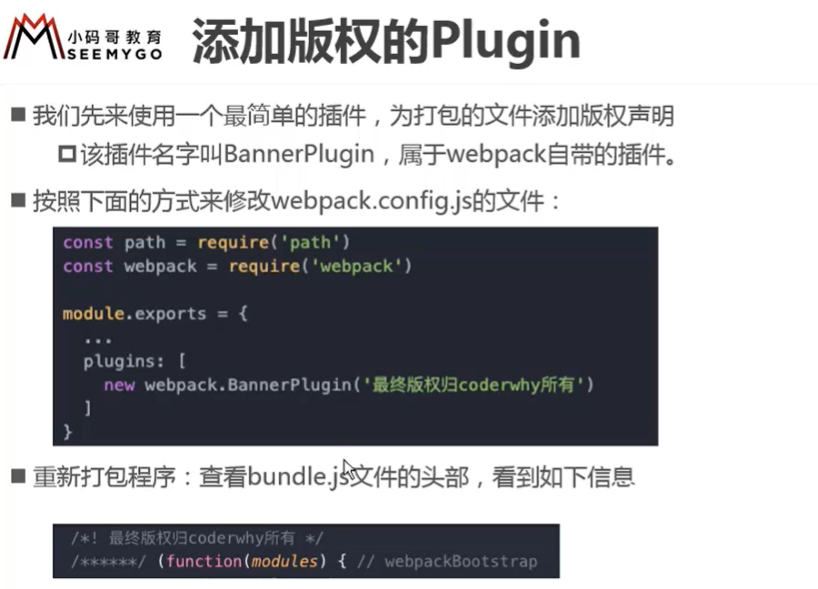 小码哥教育
SEEMYGO
添加版权的Plugin
我们先来使用一个最简单的插件，为打包的文件添加版权声明
该插件名字叫BannerPlugin，属于webpack自带的插件。
按照下面的方式来修改webpack.config.js的文件：
const path = require('path')
const webpack = require('webpack')
module.exports = {
...
plugins: [
new webpack.BannerPlugin('最终版权归coderwhy所有')
]
}
重新打包程序：查看bundle.js文件的头部，看到如下信息
/*! 最终版权归coderwhy所有 */
/******/ (function(modules) { // webpackBootstrap